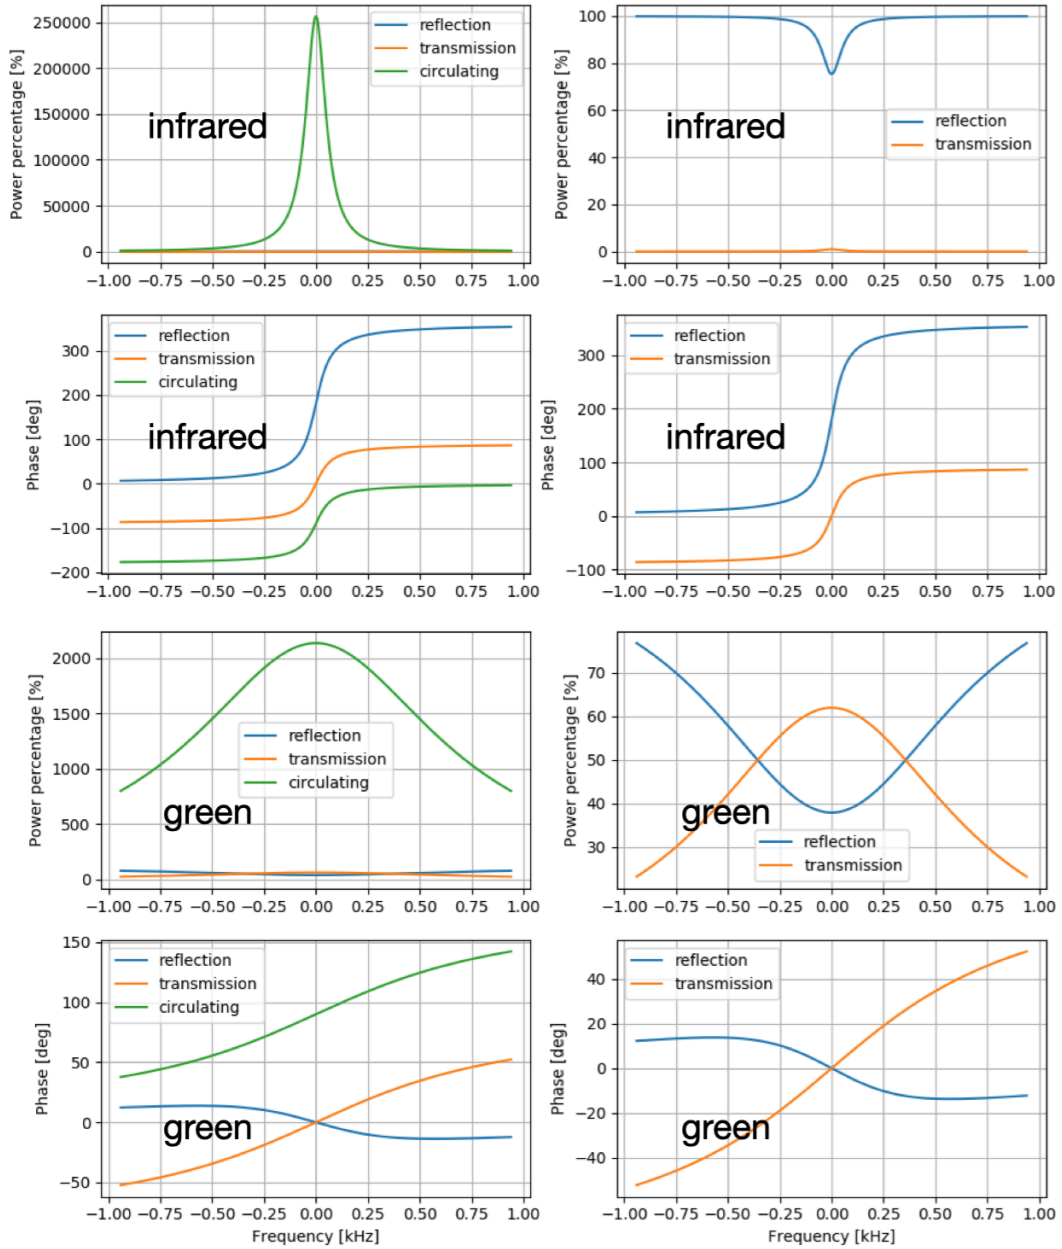 Power percentage [%]
250000
200000
150000
100000
50000
0
reflection
transmission
circulating
infrared
−1.00 −0.75 −0.50 −0.25 0.00 0.25 0.50 0.75 1.00
Power percentage [%]
100
80
60
40
20
0
infrared
reflection
transmission
−1.00 −0.75 −0.50 −0.25 0.00 0.25 0.50 0.75 1.00
Phase [deg]
300
200
100
0
−100
−200
reflection
transmission
circulating
infrared
−1.00 −0.75 −0.50 −0.25 0.00 0.25 0.50 0.75 1.00
Phase [deg]
300
200
100
0
−100
reflection
transmission
infrared
−1.00 −0.75 −0.50 −0.25 0.00 0.25 0.50 0.75 1.00
Power percentage [%]
2000
1500
1000
500
0
reflection
transmission
circulating
green
−1.00 −0.75 −0.50 −0.25 0.00 0.25 0.50 0.75 1.00
Power percentage [%]
70
60
50
40
30
green
reflection
transmission
−1.00 −0.75 −0.50 −0.25 0.00 0.25 0.50 0.75 1.00
Phase [deg]
150
100
50
0
−50
reflection
transmission
circulating
green
−1.00 −0.75 −0.50 −0.25 0.00 0.25 0.50 0.75 1.00
Frequency [kHz]
Phase [deg]
40
20
0
−20
−40
reflection
transmission
green
−1.00 −0.75 −0.50 −0.25 0.00 0.25 0.50 0.75 1.00
Frequency [kHz]